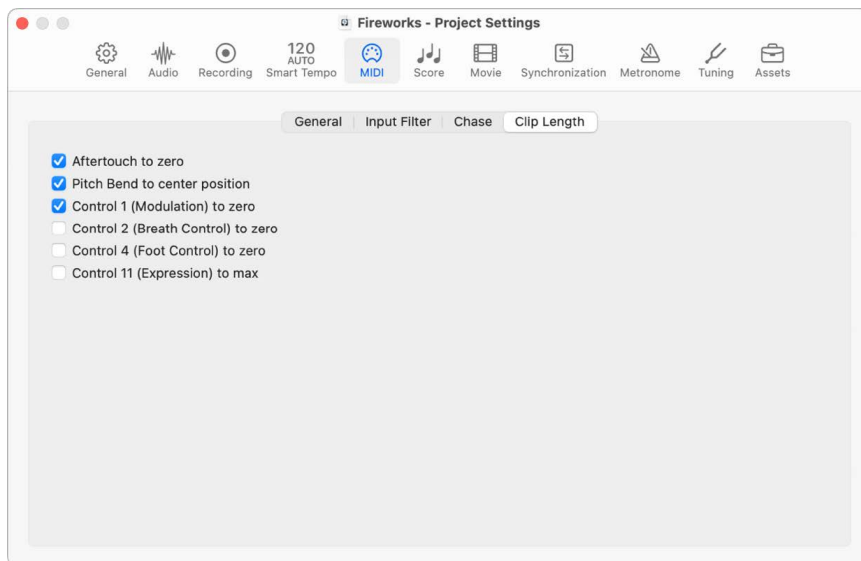 Fireworks - Project Settings
120
AUTO
General Audio Recording Smart Tempo MIDI Score Movie Synchronization Metronome Tuning Assets
General Input Filter Chase Clip Length
Aftertouch to zero
Pitch Bend to center position
Control 1 (Modulation) to zero
Control 2 (Breath Control) to zero
Control 4 (Foot Control) to zero
Control 11 (Expression) to max